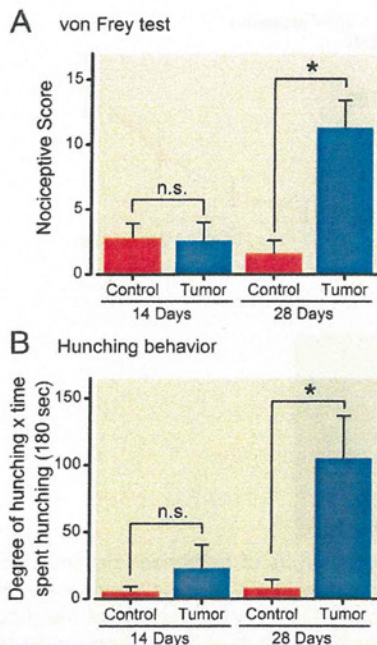 A von Frey test
Nociceptive Score
15
10
5
0
n.s.
*
Control Tumor Control Tumor
14 Days 28 Days
B Hunching behavior
Degree of hunching x time
spent hunching (180 sec)
150
100
50
0
n.s.
*
Control Tumor Control Tumor
14 Days 28 Days